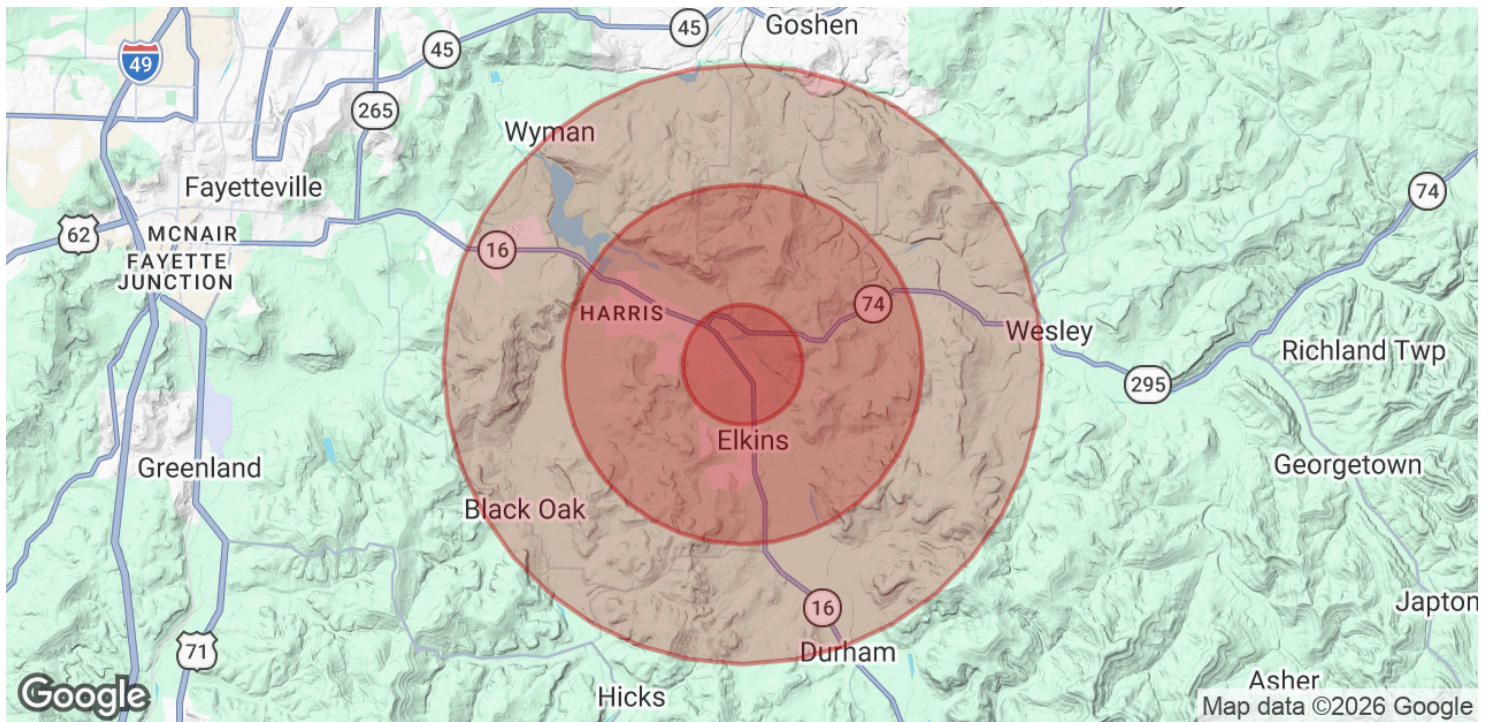 Goshen
45
45
49
265
Wyman
Fayetteville
74
62
MCNAIR
16
FAYETTE
JUNCTION
74
HARRIS
Wesley
Richland Twp
295
Elkins
Greenland
Georgetown
Black Oak
16
Japton
71
Durham
Asher
Hicks
Google
Map data ©2026 Google